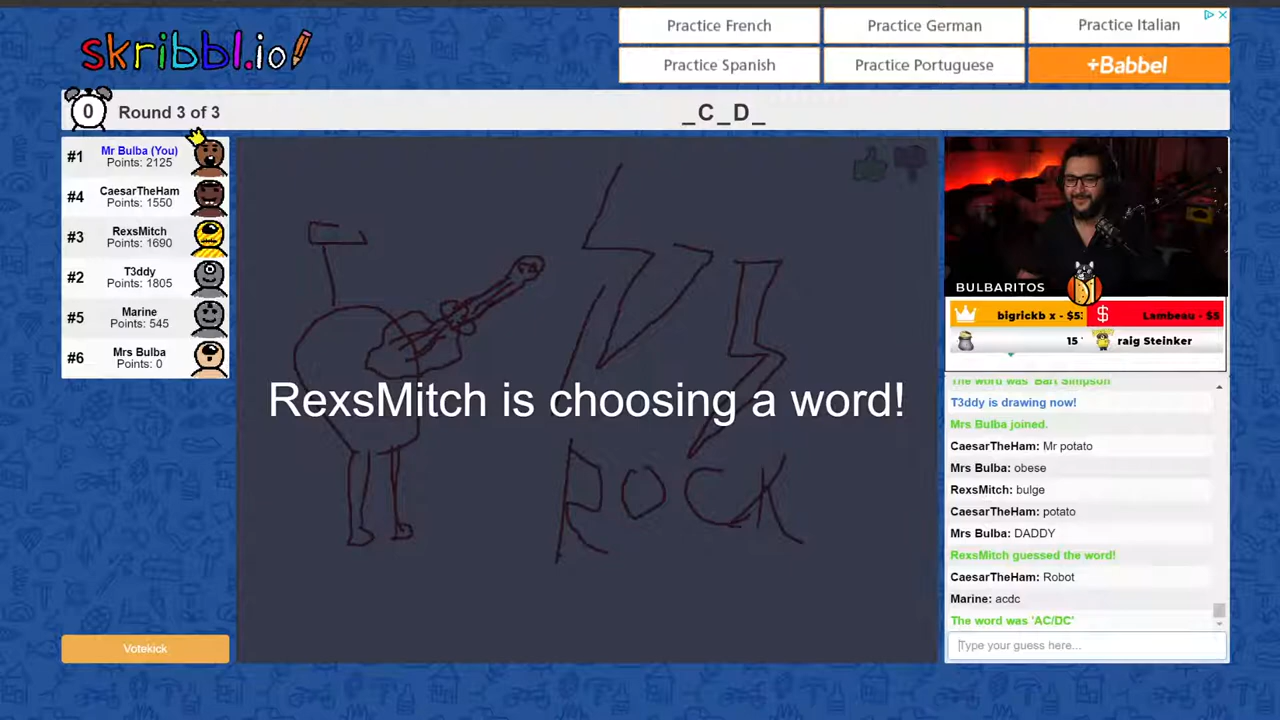 Practice French
Practice German
Practice Italian
skribbl.io
Practice Spanish
Practice Portuguese
+Babbel
0
Round 3 of 3
_C_D_
#1
Mr Bulba (You)
Points: 2125
#4
CaesarTheHam
Points: 1550
#3
RexsMitch
Points: 1690
#2
T3ddy
Points: 1805
#5
Marine
Points: 545
#6
Mrs Bulba
Points: 0
RexsMitch is choosing a word!
ROCK
BULBARITOS
bigrickb x - $5
Lambeau - $5
15
raig Steinker
The word was 'Bart Simpson'
T3ddy is drawing now!
Mrs Bulba joined.
CaesarTheHam: Mr potato
Mrs Bulba: obese
RexsMitch: bulge
CaesarTheHam: potato
Mrs Bulba: DADDY
RexsMitch guessed the word!
CaesarTheHam: Robot
Marine: acdc
The word was 'AC/DC'
Type your guess here...
Votekick